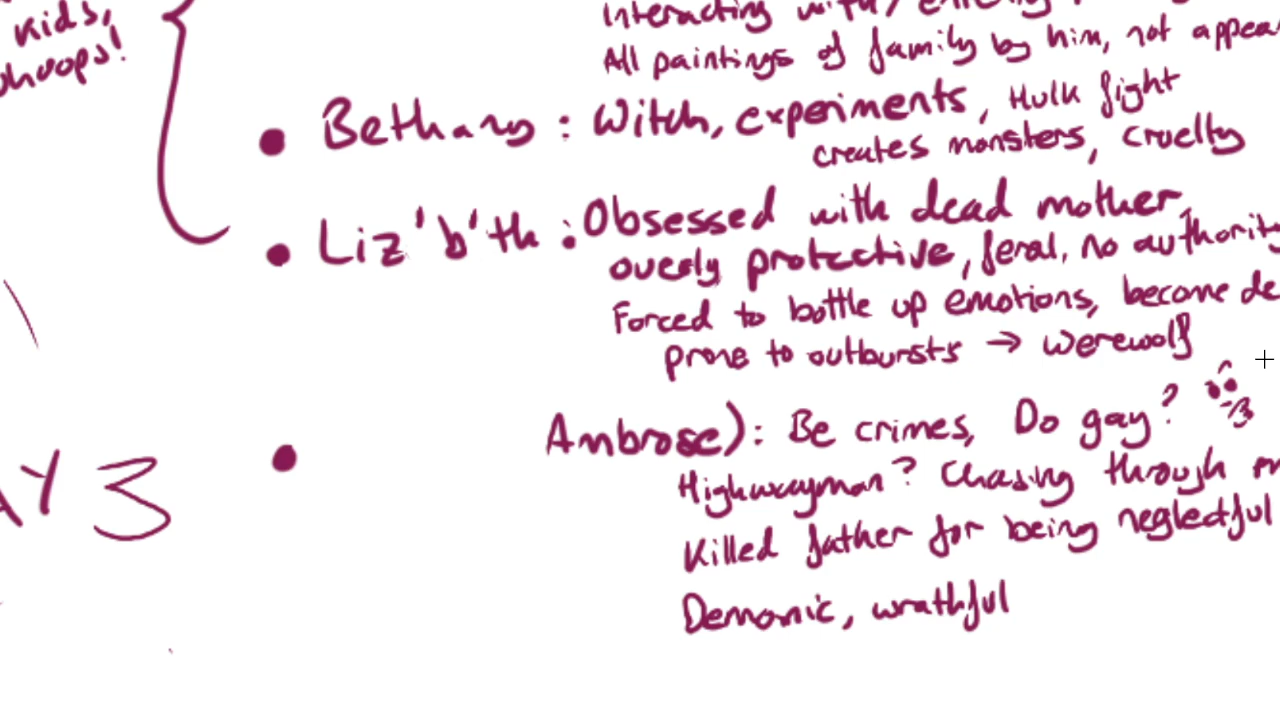 kids,
whoops!
All paintings of family by him, not appea
Bethany: Witch, experiments, Hulk fight
creates monsters, cruelty
Liz'b'th: Obsessed with dead mother,
overly protective, feral, no authority
Forced to bottle up emotions, become de
prone to outbursts → Werewolf
Ambrose): Be crimes, Do gay?
Highwayman? Chasing through
Killed father for being neglectful
Demonic, wrathful
AY 3